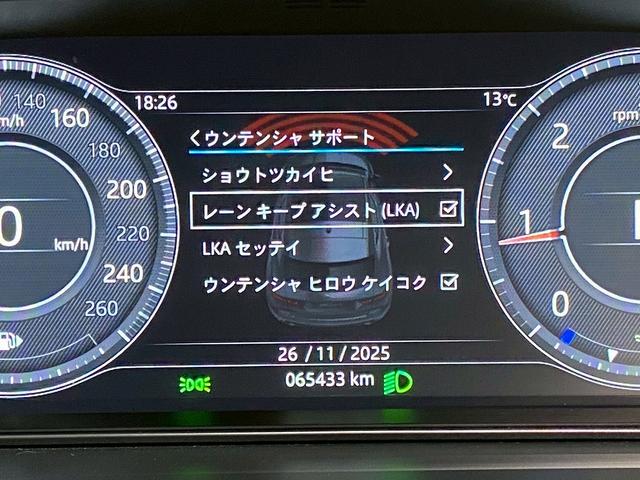 18:26
13℃
ウンテンシャ サポート
ショウトツカイヒ
レーン キープ アシスト (LKA)
LKA セッテイ
ウンテンシャ ヒロウ ケイコク
26 /11/2025
065433 km
140
160
180
200
220
240
260
0
km/h
m/h
rpm
2
1
0